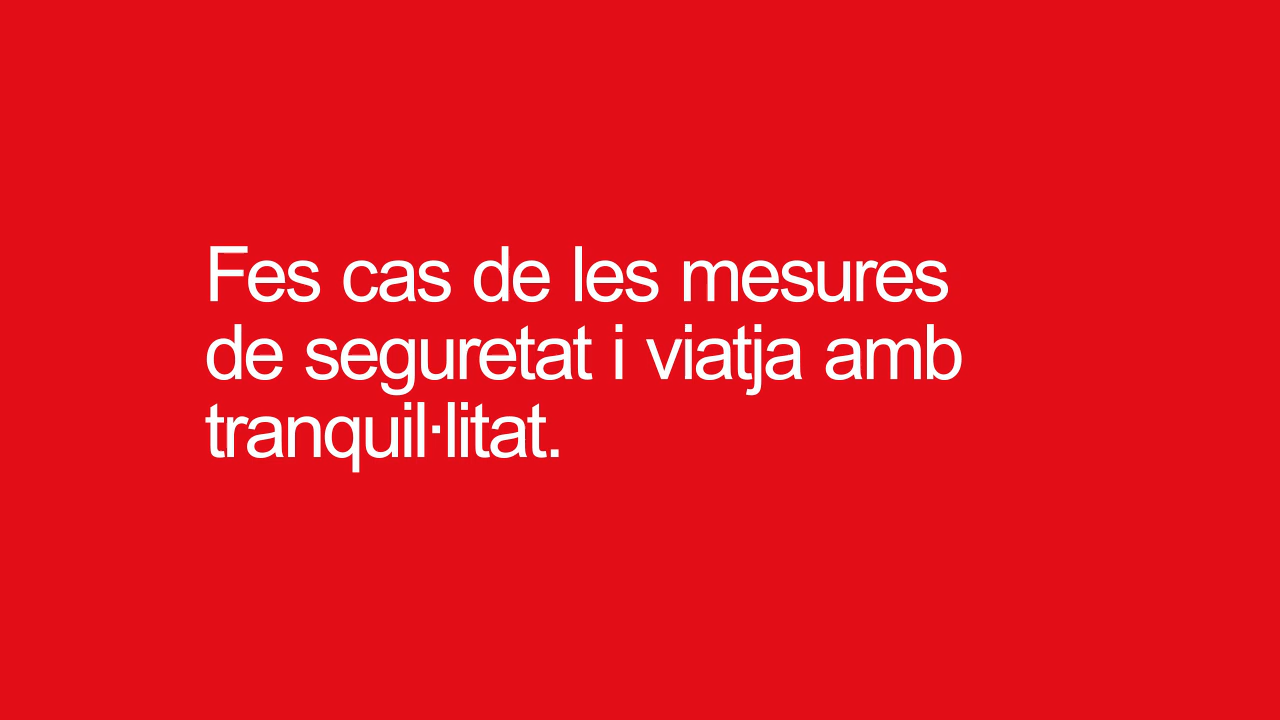 Fes cas de les mesures
de seguretat i viatja amb
tranquil·litat.